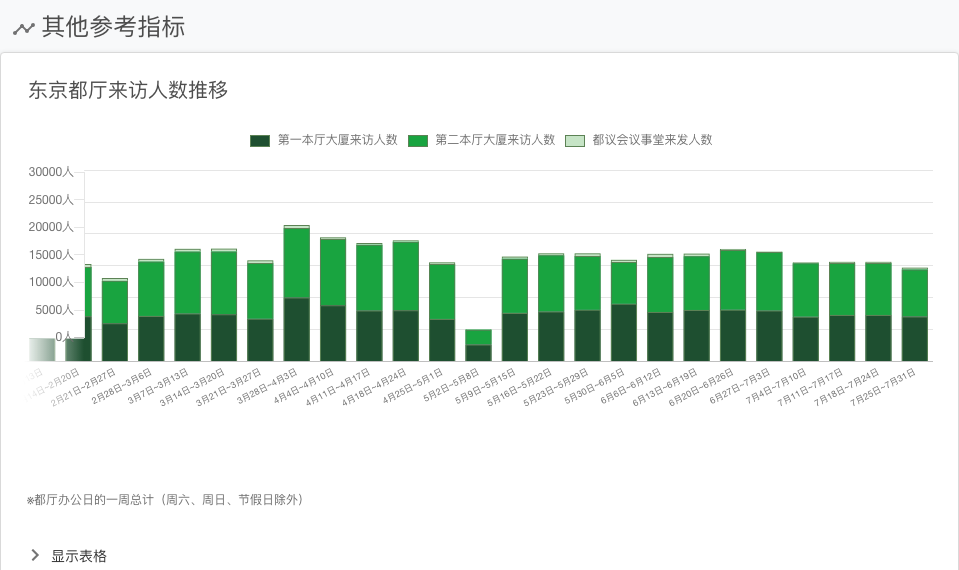 其他参考指标
东京都厅来访人数推移
第一本厅大厦来访人数 第二本厅大厦来访人数 都议会议事堂来发人数
30000人
25000人
20000人
15000人
10000人
5000人
0人
2月21日~2月27日 2月28日~3月6日 3月7日~3月13日 3月14日~3月20日 3月21日~3月27日 3月28日~4月3日 4月4日~4月10日 4月11日~4月17日 4月18日~4月24日 4月25日~5月1日 5月2日~5月8日 5月9日~5月15日 5月16日~5月22日 5月23日~5月29日 5月30日~6月5日 6月6日~6月12日 6月13日~6月19日 6月20日~6月26日 6月27日~7月3日 7月4日~7月10日 7月11日~7月17日 7月18日~7月24日 7月25日~7月31日
※都厅办公日的一周总计（周六、周日、节假日除外）
显示表格